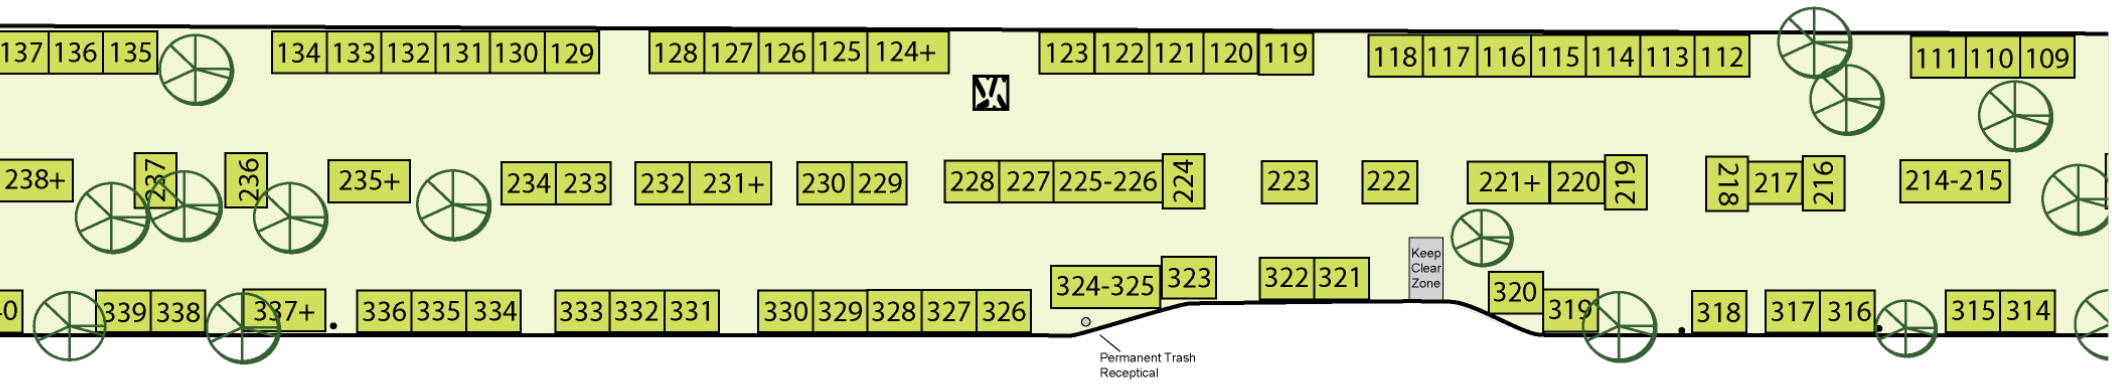 137 136 135 134 133 132 131 130 129 128 127 126 125 124+ 123 122 121 120 119 118 117 116 115 114 113 112 111 110 109
238+ 237 236 235+ 234 233 232 231+ 230 229 228 227 225-226 224 223 222 221+ 220 219 218 217 216 214-215
339 338 337+ 336 335 334 333 332 331 330 329 328 327 326 324-325 323 322 321 320 319 318 317 316 315 314
Keep
Clear
Zone
Permanent Trash
Receptical